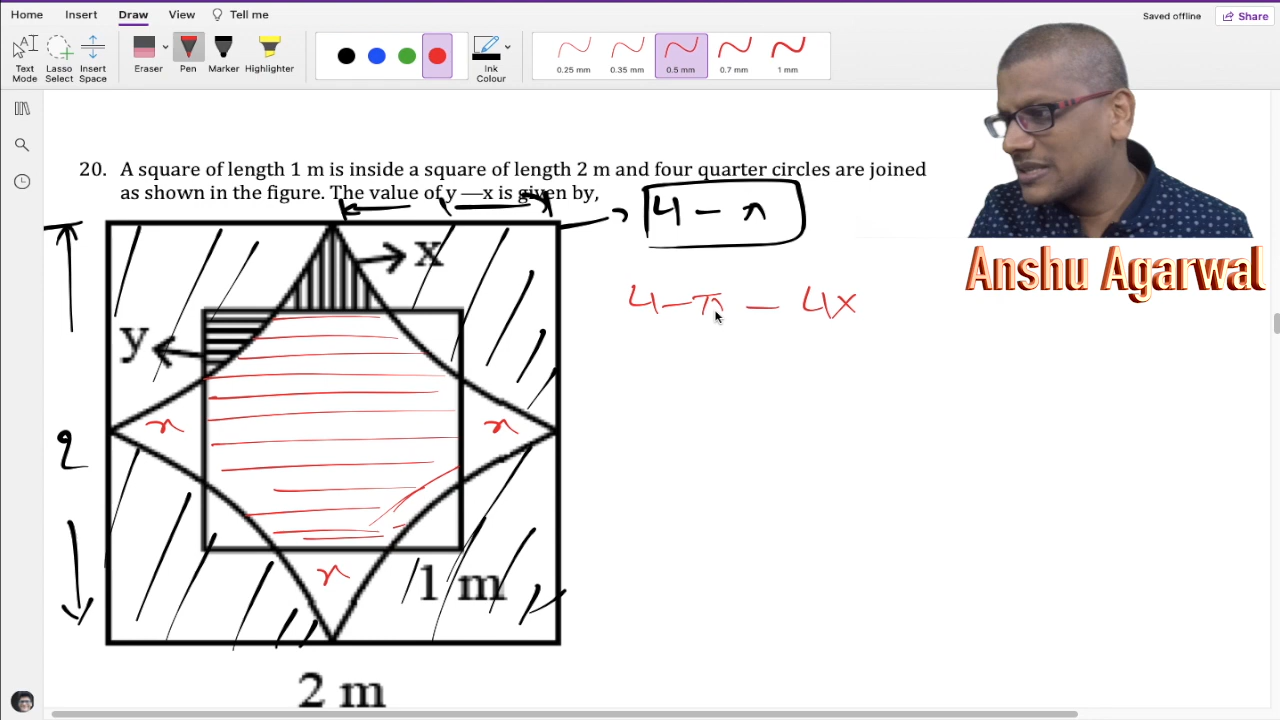 Home Insert Draw View Tell me Saved offline Share
Text Mode Lasso Select Insert Space Eraser Pen Marker Highlighter Ink Colour 0.25 mm 0.35 mm 0.5 mm 0.7 mm 1 mm
20. A square of length 1 m is inside a square of length 2 m and four quarter circles are joined
as shown in the figure. The value of y —x is given by,
4 - π
x
Anshu Agarwal
4 - π - 4x
y
x x
2
x
1 m
2 m